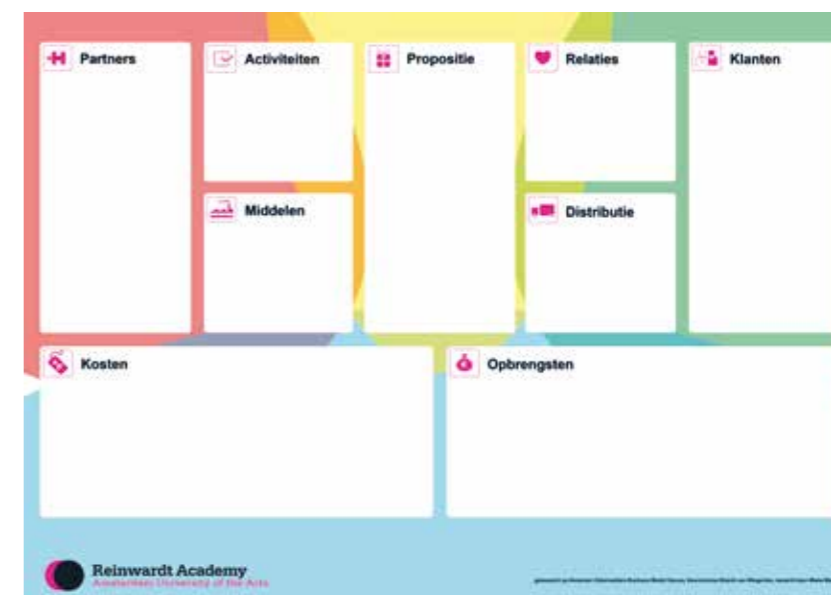 Partners
Activiteiten
Propositie
Relaties
Klanten
Middelen
Distributie
Kosten
Opbrengsten
Reinwardt Academy
Amsterdam University of the Arts